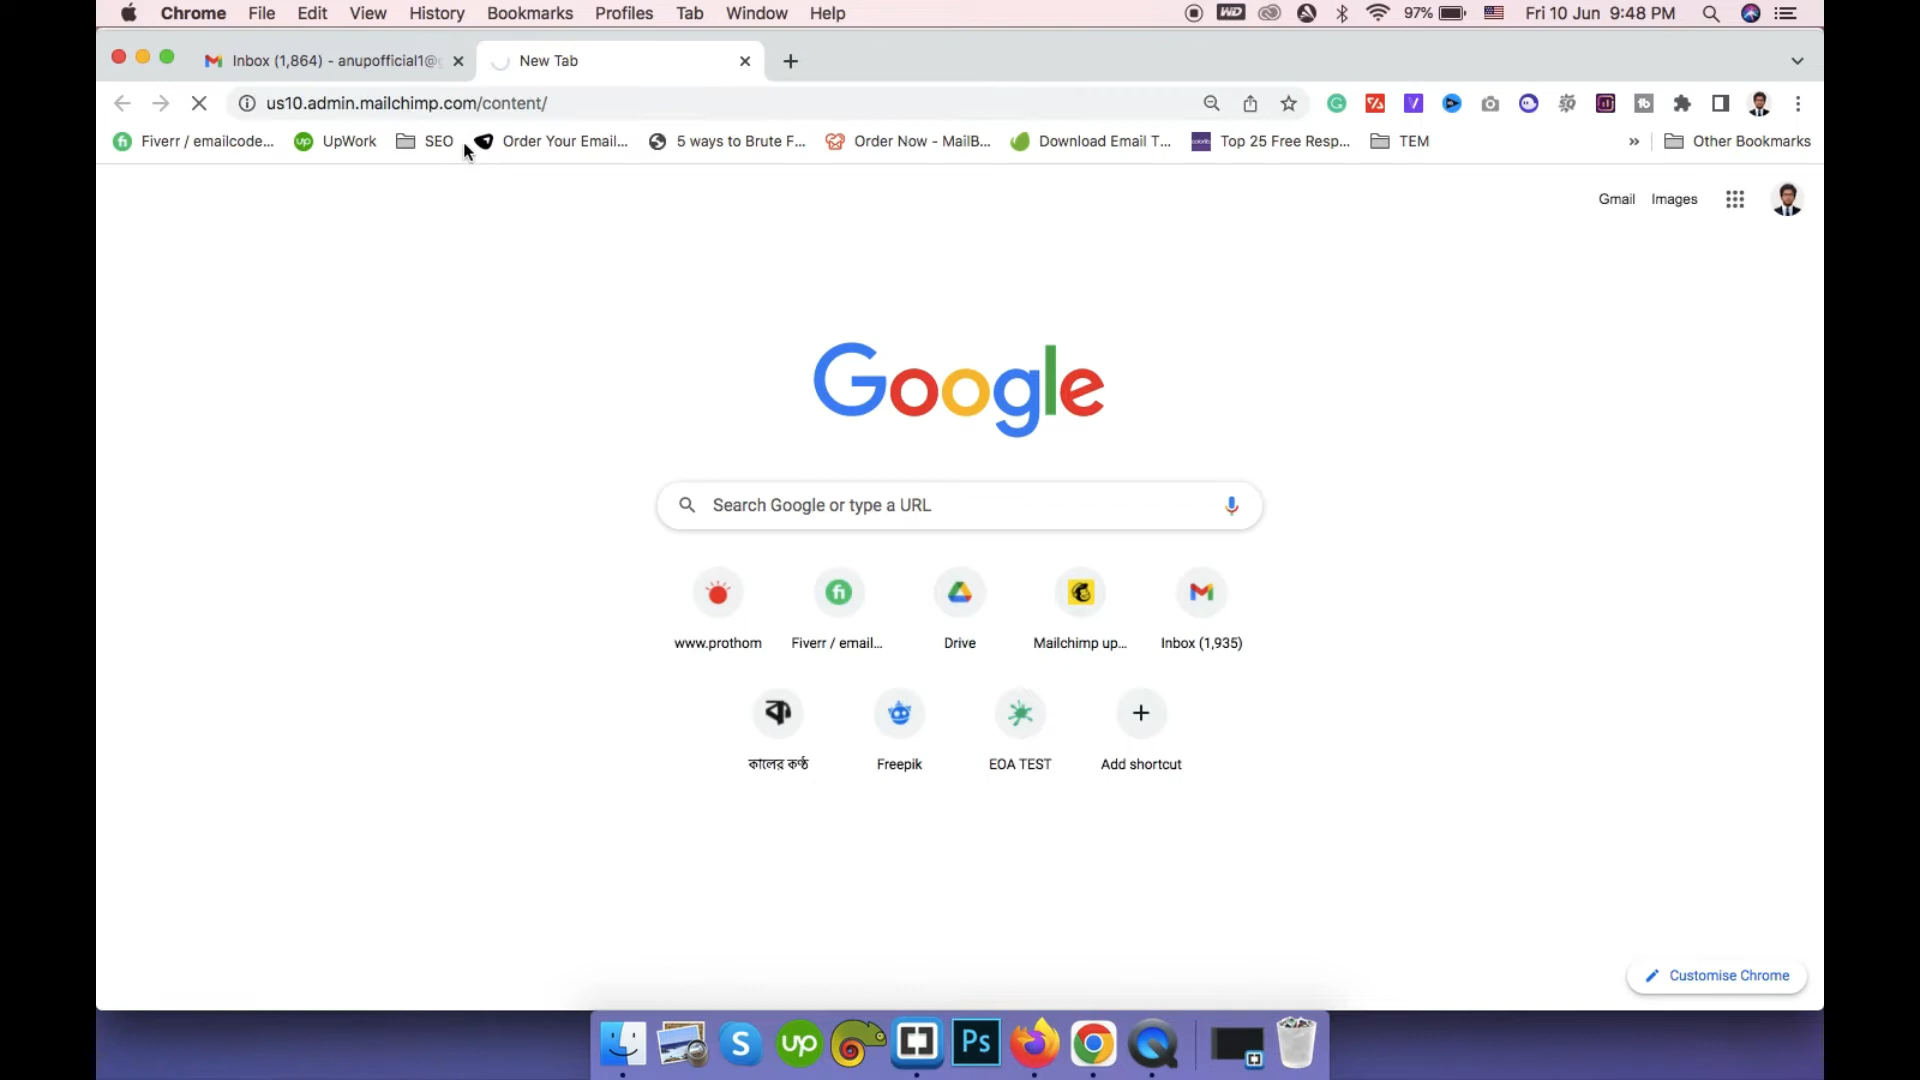 Chrome File Edit View History Bookmarks Profiles Tab Window Help WD 97% Fri 10 Jun 9:48 PM
Inbox (1,864) - anupofficial1@ New Tab
us10.admin.mailchimp.com/content/
Fiverr / emailcode... UpWork SEO Order Your Email... 5 ways to Brute F... Order Now - MailB... Download Email T... Top 25 Free Resp... TEM » Other Bookmarks
Gmail Images
Google
Search Google or type a URL
www.prothom Fiverr / email... Drive Mailchimp up... Inbox (1,935)
কালের কণ্ঠ Freepik EOA TEST Add shortcut
Customise Chrome
S up Ps